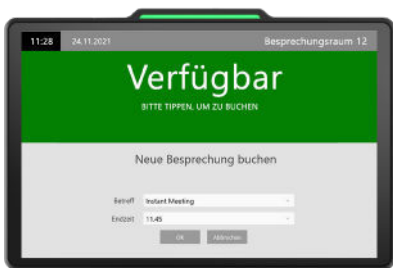 11:28 24.11.2021 Besprechungsraum 12
Verfügbar
BITTE TIPPEN, UM ZU BUCHEN
Neue Besprechung buchen
Betreff Instant Meeting
Endzeit 11.45
OK Abbrechen